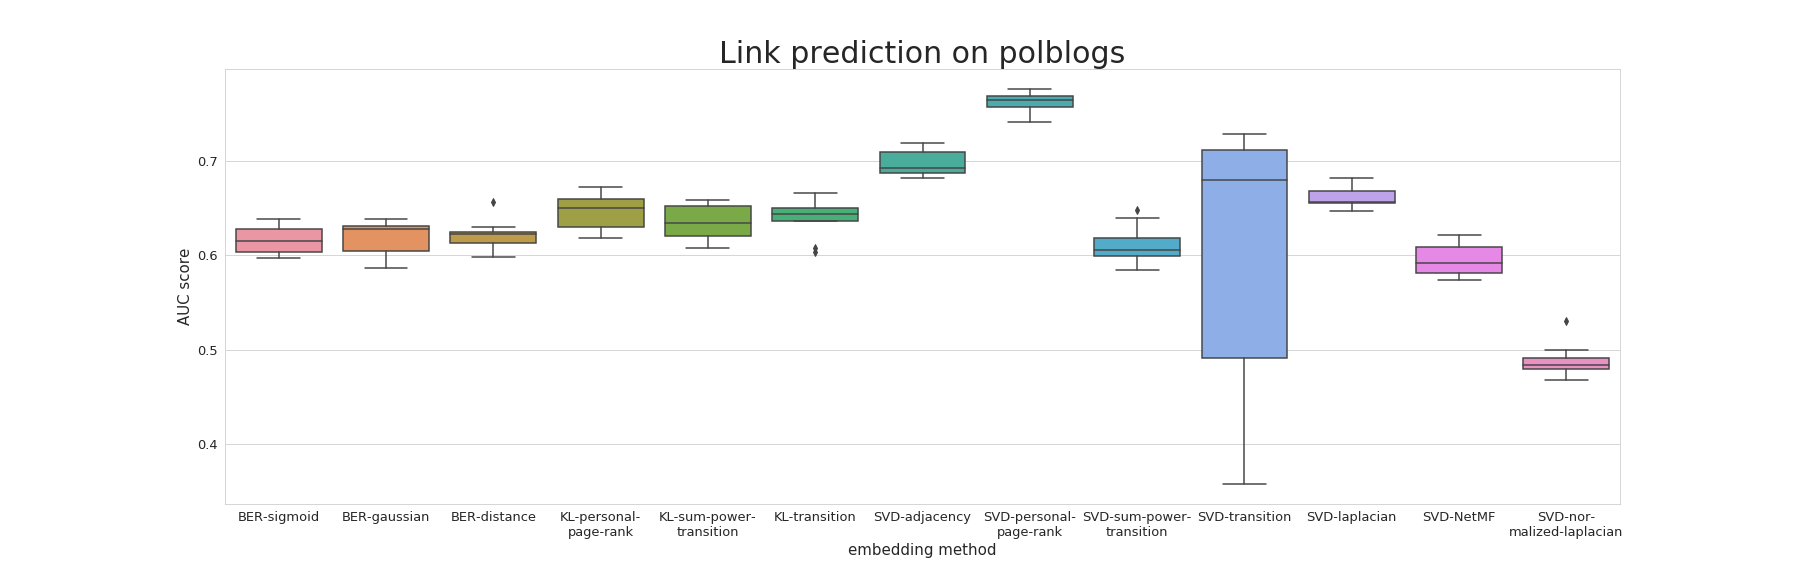 Link prediction on polblogs
AUC score
0.7
0.6
0.5
0.4
BER-sigmoid
BER-gaussian
BER-distance
KL-personal-
page-rank
KL-sum-power-
transition
KL-transition
SVD-adjacency
SVD-personal-
page-rank
SVD-sum-power-
transition
SVD-transition
SVD-laplacian
SVD-NetMF
SVD-nor-
malized-laplacian
embedding method